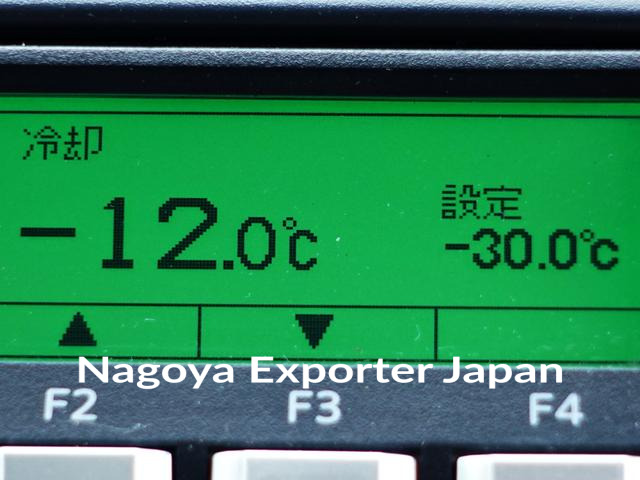 冷却
-12.0℃
設定
-30.0℃
▲ ▼
Nagoya Exporter Japan
F2 F3 F4